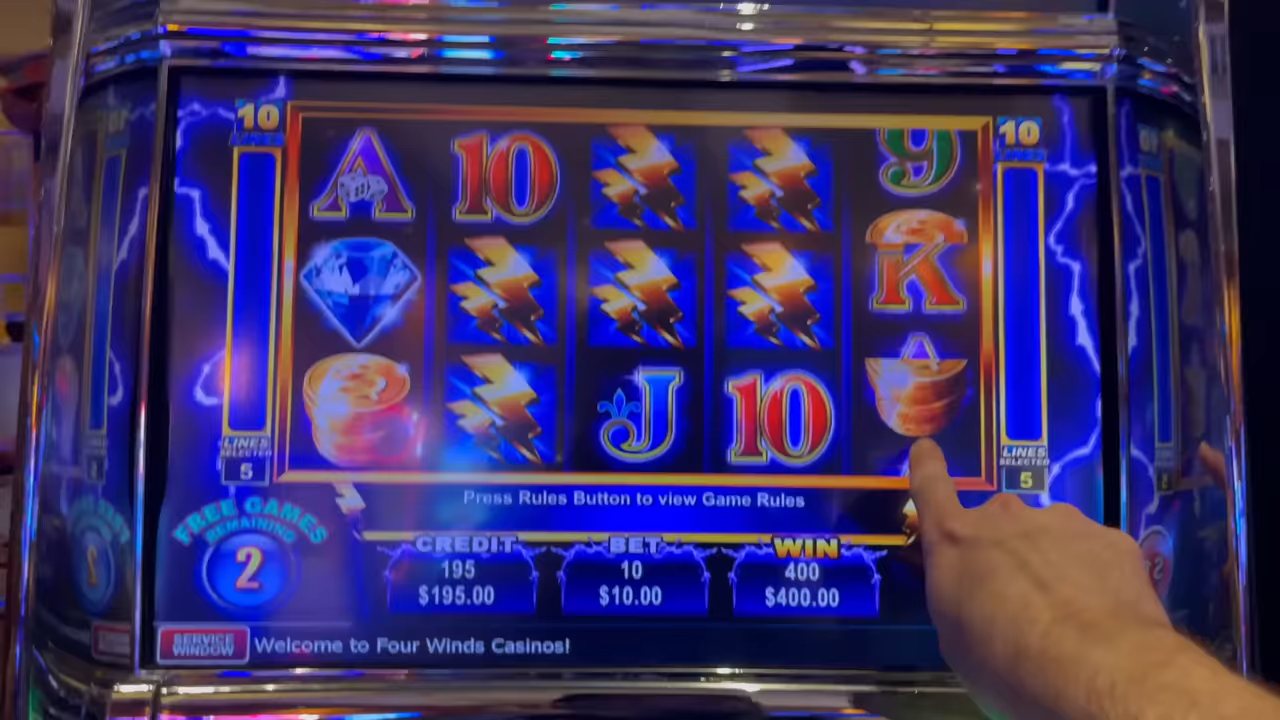 10 10
LINES LINES
A 10 9
K
J 10
LINES LINES
SELECTED SELECTED
5 5
Press Rules Button to view Game Rules
FREE GAMES
REMAINING
2
CREDIT BET WIN
195 10 400
$195.00 $10.00 $400.00
SERVICE
WINDOW
Welcome to Four Winds Casinos!